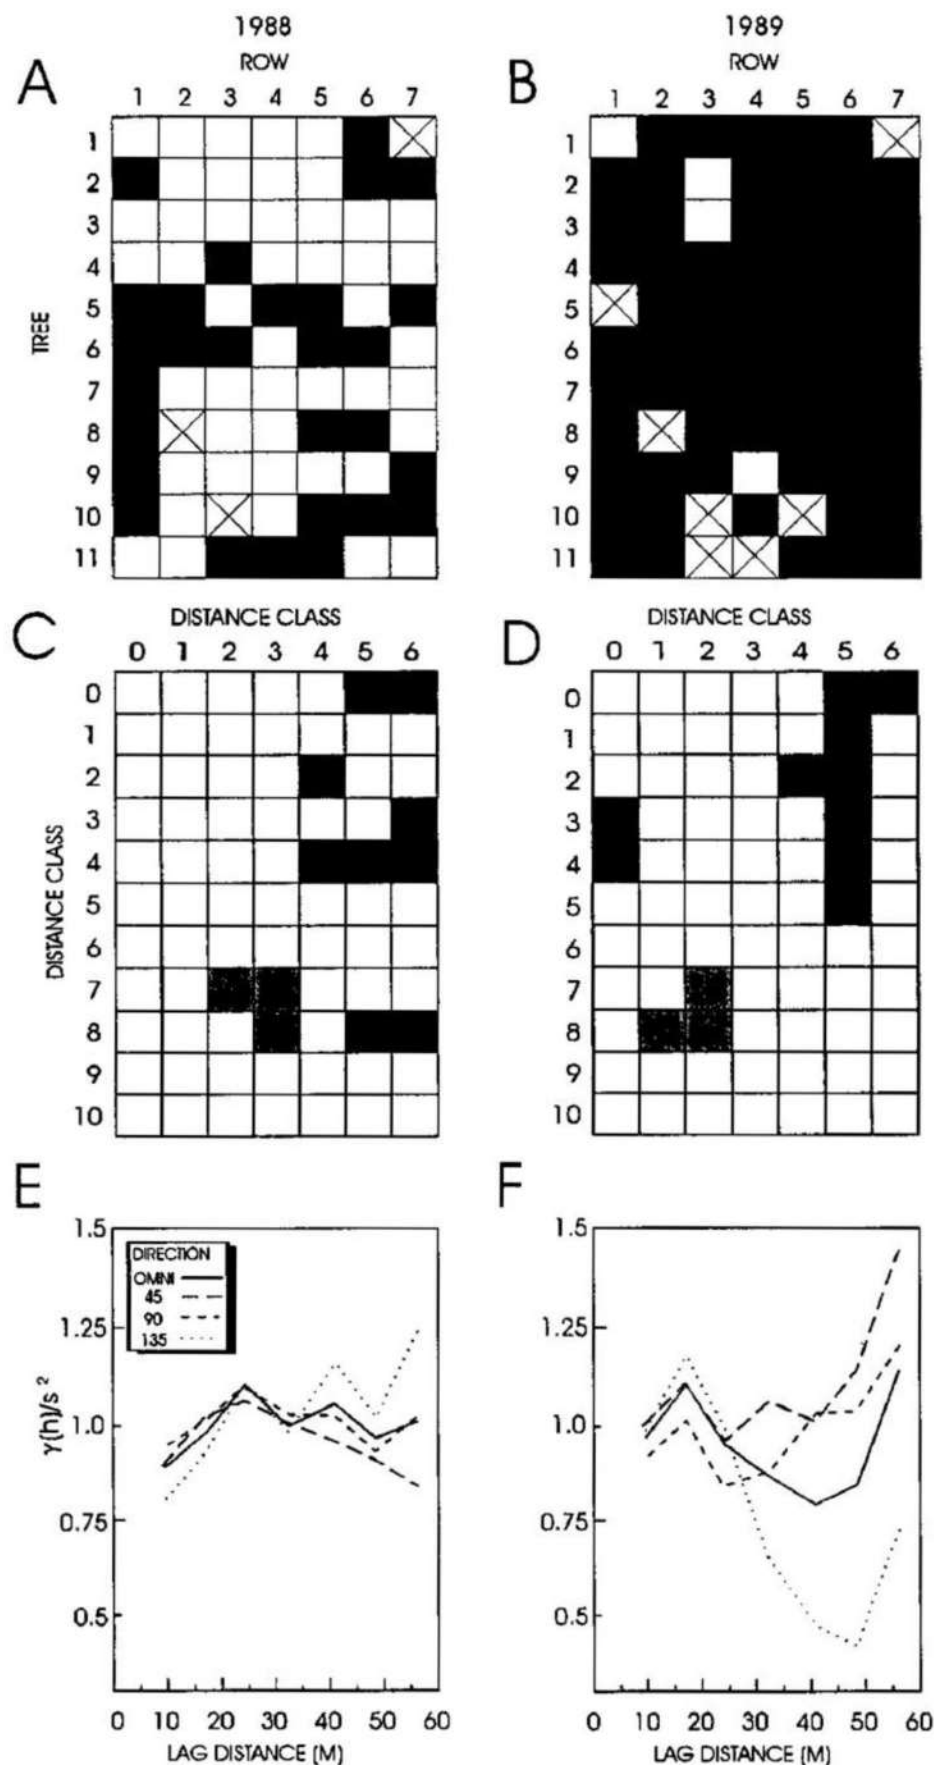 1988
1989
ROW
ROW
A
B
1 2 3 4 5 6 7
1 2 3 4 5 6 7
TREE
1
2
3
4
5
6
7
8
9
10
11
1
2
3
4
5
6
7
8
9
10
11
C
D
DISTANCE CLASS
DISTANCE CLASS
0 1 2 3 4 5 6
0 1 2 3 4 5 6
DISTANCE CLASS
0
1
2
3
4
5
6
7
8
9
10
0
1
2
3
4
5
6
7
8
9
10
E
F
γ(h)/s²
1.5
1.25
1.0
0.75
0.5
DIRECTION
OMNI
45
90
135
0 10 20 30 40 50 60
LAG DISTANCE (M)
1.5
1.25
1.0
0.75
0.5
0 10 20 30 40 50 60
LAG DISTANCE (M)